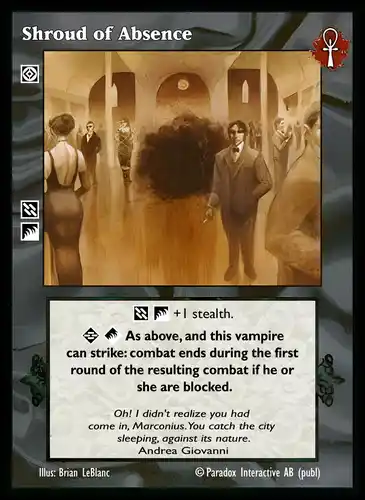 Shroud of Absence
+1 stealth.
As above, and this vampire
can strike: combat ends during the first
round of the resulting combat if he or
she are blocked.
Oh! I didn't realize you had
come in, Marconius. You catch the city
sleeping, against its nature.
Andrea Giovanni
Illus: Brian LeBlanc © Paradox Interactive AB (publ)